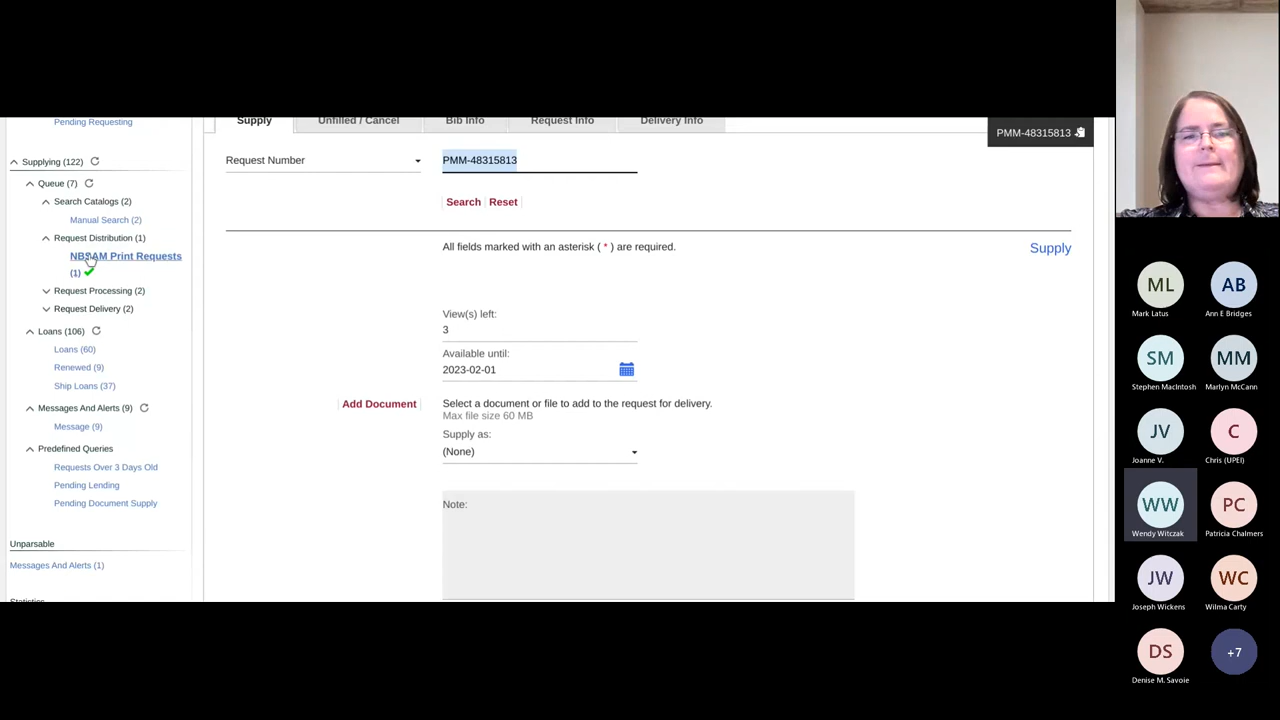 Pending Requesting
Supplying (122)
Queue (7)
Search Catalogs (2)
Manual Search (2)
Request Distribution (1)
NBSAM Print Requests
(1)
Request Processing (2)
Request Delivery (2)
Loans (106)
Loans (60)
Renewed (9)
Ship Loans (37)
Messages And Alerts (9)
Message (9)
Predefined Queries
Requests Over 3 Days Old
Pending Lending
Pending Document Supply
Unparsable
Messages And Alerts (1)
Statistics
Supply Unfilled / Cancel Bib Info Request Info Delivery Info
PMM-48315813
Request Number PMM-48315813
Search Reset
All fields marked with an asterisk ( * ) are required.
Supply
View(s) left:
3
Available until:
2023-02-01
Add Document Select a document or file to add to the request for delivery.
Max file size 60 MB
Supply as:
(None)
Note:
ML AB
Mark Latus Ann E Bridges
SM MM
Stephen MacIntosh Marlyn McCann
JV C
Joanne V. Chris (UPEI)
WW PC
Wendy Witczak Patricia Chalmers
JW WC
Joseph Wickens Wilma Carty
DS +7
Denise M. Savoie